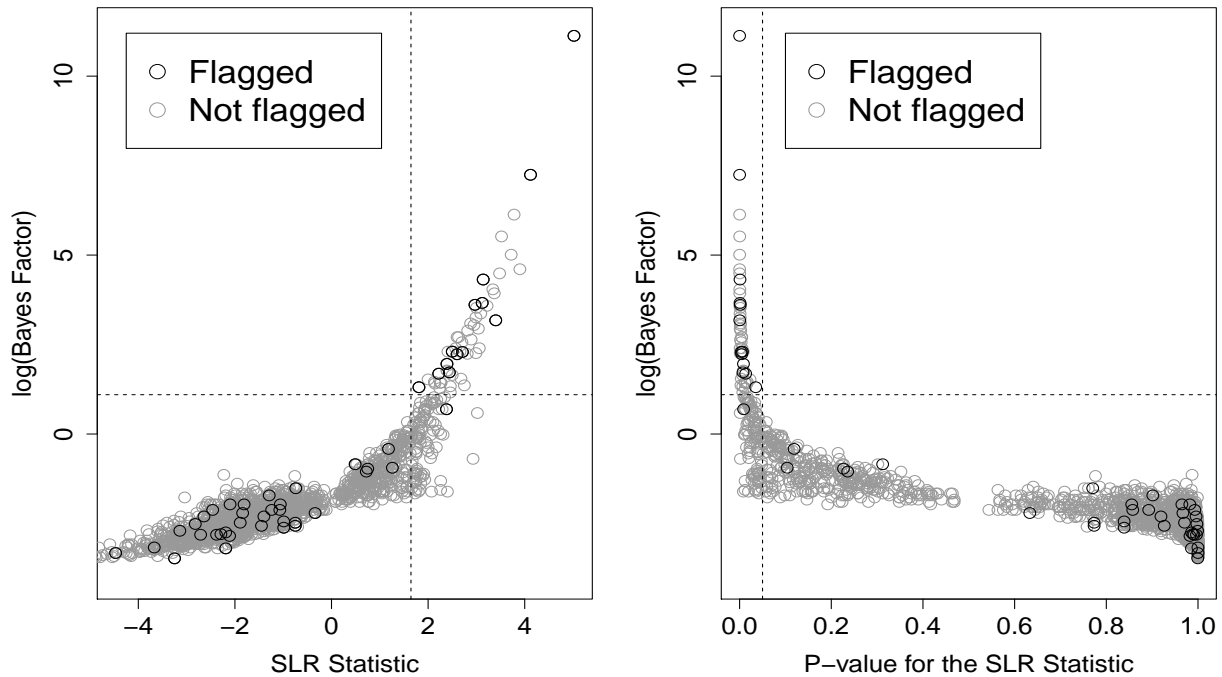 Flagged
Not flagged
log(Bayes Factor)
10
5
0
−4
−2
0
2
4
SLR Statistic
Flagged
Not flagged
log(Bayes Factor)
10
5
0
0.0
0.2
0.4
0.6
0.8
1.0
P−value for the SLR Statistic